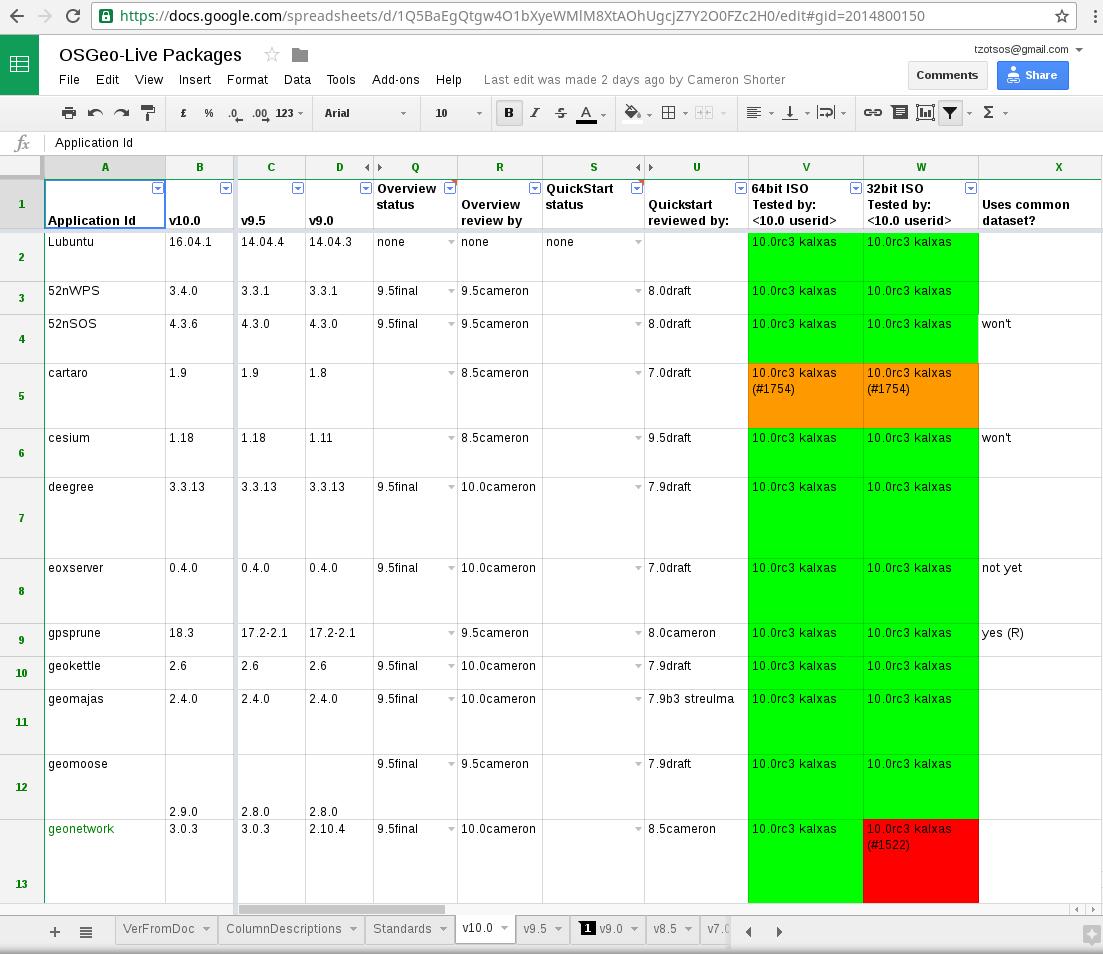 https://docs.google.com/spreadsheets/d/1Q5BaEgQtgw4O1bXyeWMlM8XtAOhUgcjZ7Y2O0FZc2H0/edit#gid=2014800150
OSGeo-Live Packages
tzotsos@gmail.com
File Edit View Insert Format Data Tools Add-ons Help Last edit was made 2 days ago by Cameron Shorter
Comments Share
£ % .0 .00 123 Arial 10 B I S A Σ
fx Application Id
A B C D Q R S U V W X
1 Application Id v10.0 v9.5 v9.0 Overview status Overview review by QuickStart status Quickstart reviewed by: 64bit ISO Tested by: <10.0 userid> 32bit ISO Tested by: <10.0 userid> Uses common dataset?
2 Lubuntu 16.04.1 14.04.4 14.04.3 none none none 10.0rc3 kalxas 10.0rc3 kalxas
3 52nWPS 3.4.0 3.3.1 3.3.1 9.5final 9.5cameron 8.0draft 10.0rc3 kalxas 10.0rc3 kalxas
4 52nSOS 4.3.6 4.3.0 4.3.0 9.5final 9.5cameron 8.0draft 10.0rc3 kalxas 10.0rc3 kalxas won't
5 cartaro 1.9 1.9 1.8 8.5cameron 7.0draft 10.0rc3 kalxas (#1754) 10.0rc3 kalxas (#1754)
6 cesium 1.18 1.18 1.11 8.5cameron 9.5draft 10.0rc3 kalxas 10.0rc3 kalxas won't
7 deegree 3.3.13 3.3.13 3.3.13 9.5final 10.0cameron 7.9draft 10.0rc3 kalxas 10.0rc3 kalxas
8 eoxserver 0.4.0 0.4.0 0.4.0 9.5final 10.0cameron 7.0draft 10.0rc3 kalxas 10.0rc3 kalxas not yet
9 gpsprune 18.3 17.2-2.1 17.2-2.1 9.5cameron 8.0cameron 10.0rc3 kalxas 10.0rc3 kalxas yes (R)
10 geokettle 2.6 2.6 2.6 9.5final 10.0cameron 7.9draft 10.0rc3 kalxas 10.0rc3 kalxas
11 geomajas 2.4.0 2.4.0 2.4.0 9.5final 10.0cameron 7.9b3 streulma 10.0rc3 kalxas 10.0rc3 kalxas
12 geomoose 2.9.0 2.8.0 2.8.0 9.5final 9.5cameron 7.9draft 10.0rc3 kalxas 10.0rc3 kalxas
13 geonetwork 3.0.3 3.0.3 2.10.4 9.5final 10.0cameron 8.5cameron 10.0rc3 kalxas 10.0rc3 kalxas (#1522)
+ VerFromDoc ColumnDescriptions Standards v10.0 v9.5 1 v9.0 v8.5 v7.0